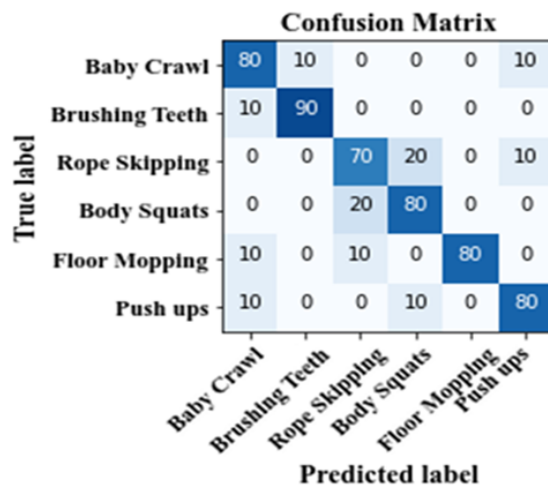 Confusion Matrix
True label
Baby Crawl 80 10 0 0 0 10
Brushing Teeth 10 90 0 0 0 0
Rope Skipping 0 0 70 20 0 10
Body Squats 0 0 20 80 0 0
Floor Mopping 10 0 10 0 80 0
Push ups 10 0 0 10 0 80
Baby Crawl
Brushing Teeth
Rope Skipping
Body Squats
Floor Mopping
Push ups
Predicted label